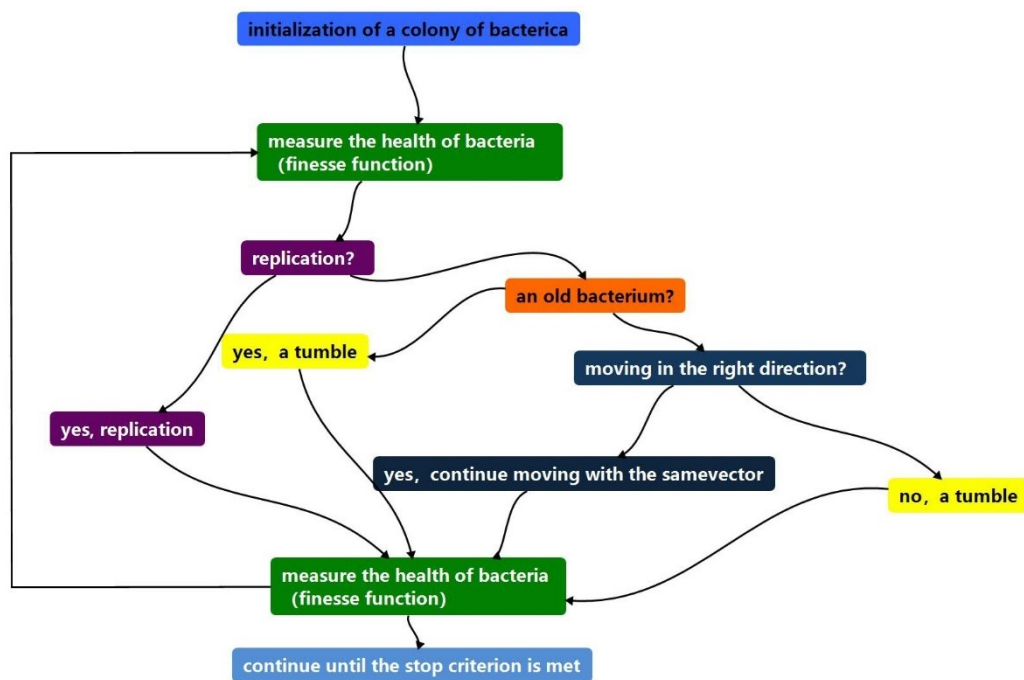 initialization of a colony of bacterica
measure the health of bacteria
（finesse function）
replication?
an old bacterium?
yes，a tumble
moving in the right direction?
yes, replication
yes，continue moving with the samevector
no，a tumble
measure the health of bacteria
（finesse function）
continue until the stop criterion is met